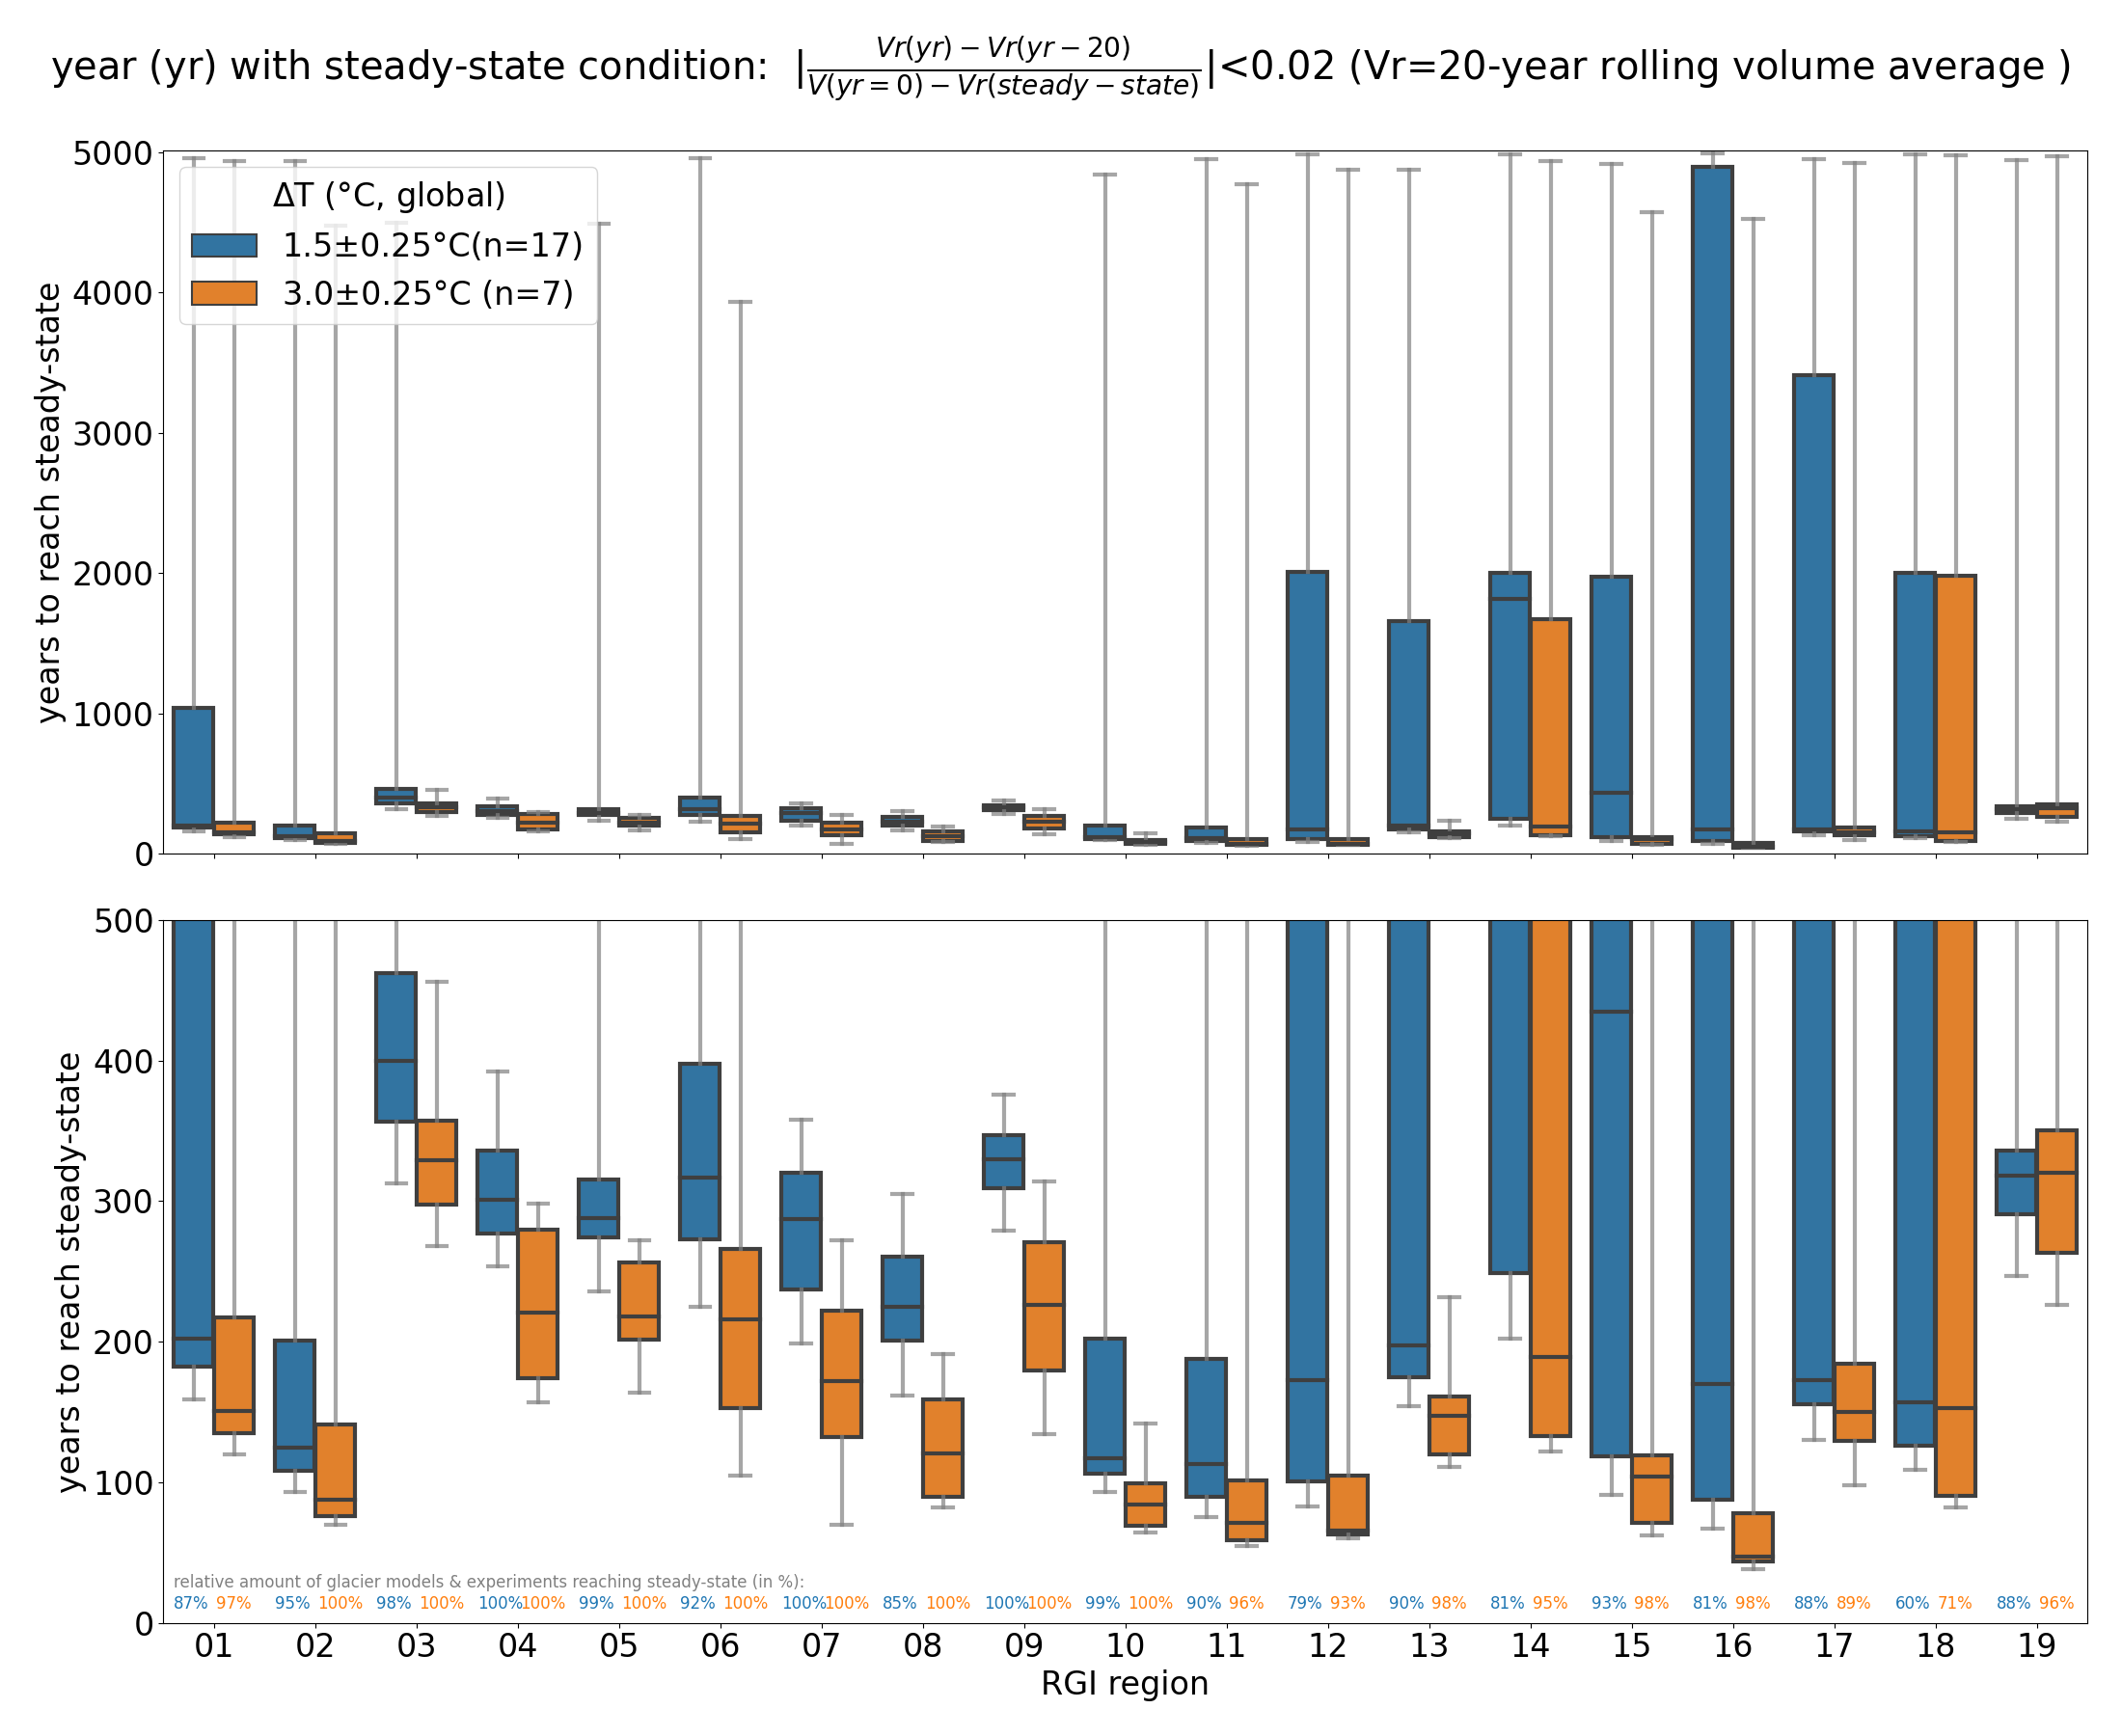 year (yr) with steady-state condition: |\frac{Vr(yr) − Vr(yr − 20)}{V(yr = 0) − Vr(steady − state)}|<0.02 (Vr=20-year rolling volume average )
5000
4000
3000
2000
1000
0
years to reach steady-state
ΔT (°C, global)
1.5±0.25°C(n=17)
3.0±0.25°C (n=7)
500
400
300
200
100
0
years to reach steady-state
relative amount of glacier models & experiments reaching steady-state (in %):
87% 97% 95% 100% 98% 100% 100% 100% 99% 100% 92% 100% 100% 100% 85% 100% 100% 100% 99% 100% 90% 96% 79% 93% 90% 98% 81% 95% 93% 98% 81% 98% 88% 89% 60% 71% 88% 96%
01 02 03 04 05 06 07 08 09 10 11 12 13 14 15 16 17 18 19
RGI region